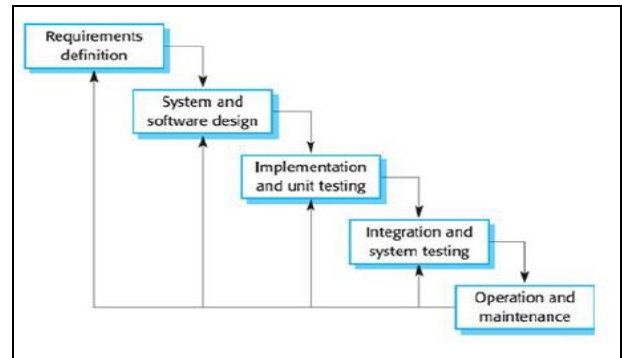 Requirements
definition
System and
software design
Implementation
and unit testing
Integration and
system testing
Operation and
maintenance